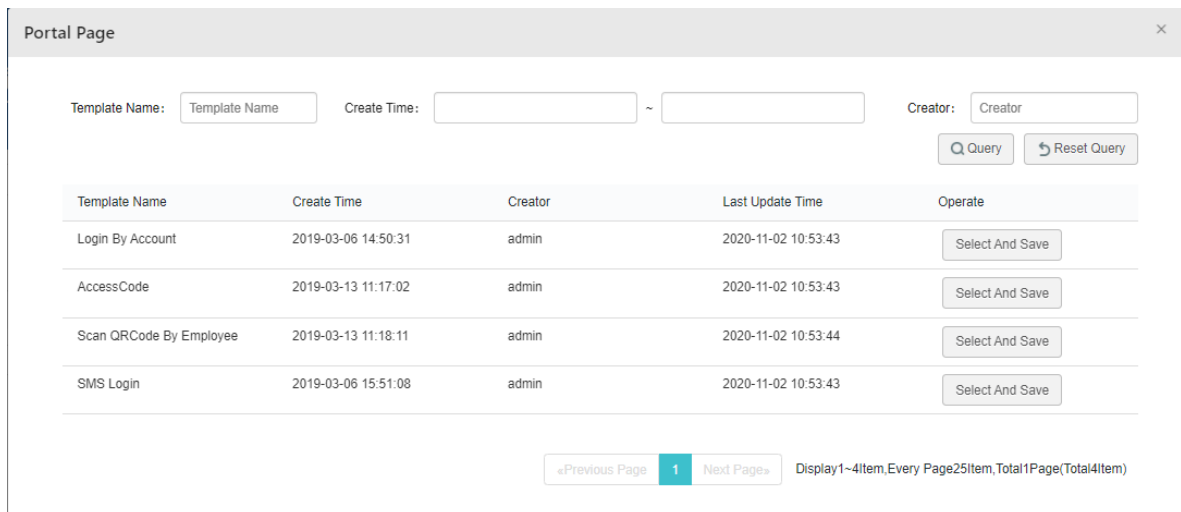 Portal Page ×
Template Name: Template Name Create Time: ~ Creator: Creator
Query Reset Query
Template Name Create Time Creator Last Update Time Operate
Login By Account 2019-03-06 14:50:31 admin 2020-11-02 10:53:43 Select And Save
AccessCode 2019-03-13 11:17:02 admin 2020-11-02 10:53:43 Select And Save
Scan QRCode By Employee 2019-03-13 11:18:11 admin 2020-11-02 10:53:44 Select And Save
SMS Login 2019-03-06 15:51:08 admin 2020-11-02 10:53:43 Select And Save
«Previous Page 1 Next Page» Display1~4Item,Every Page25Item,Total1Page(Total4Item)